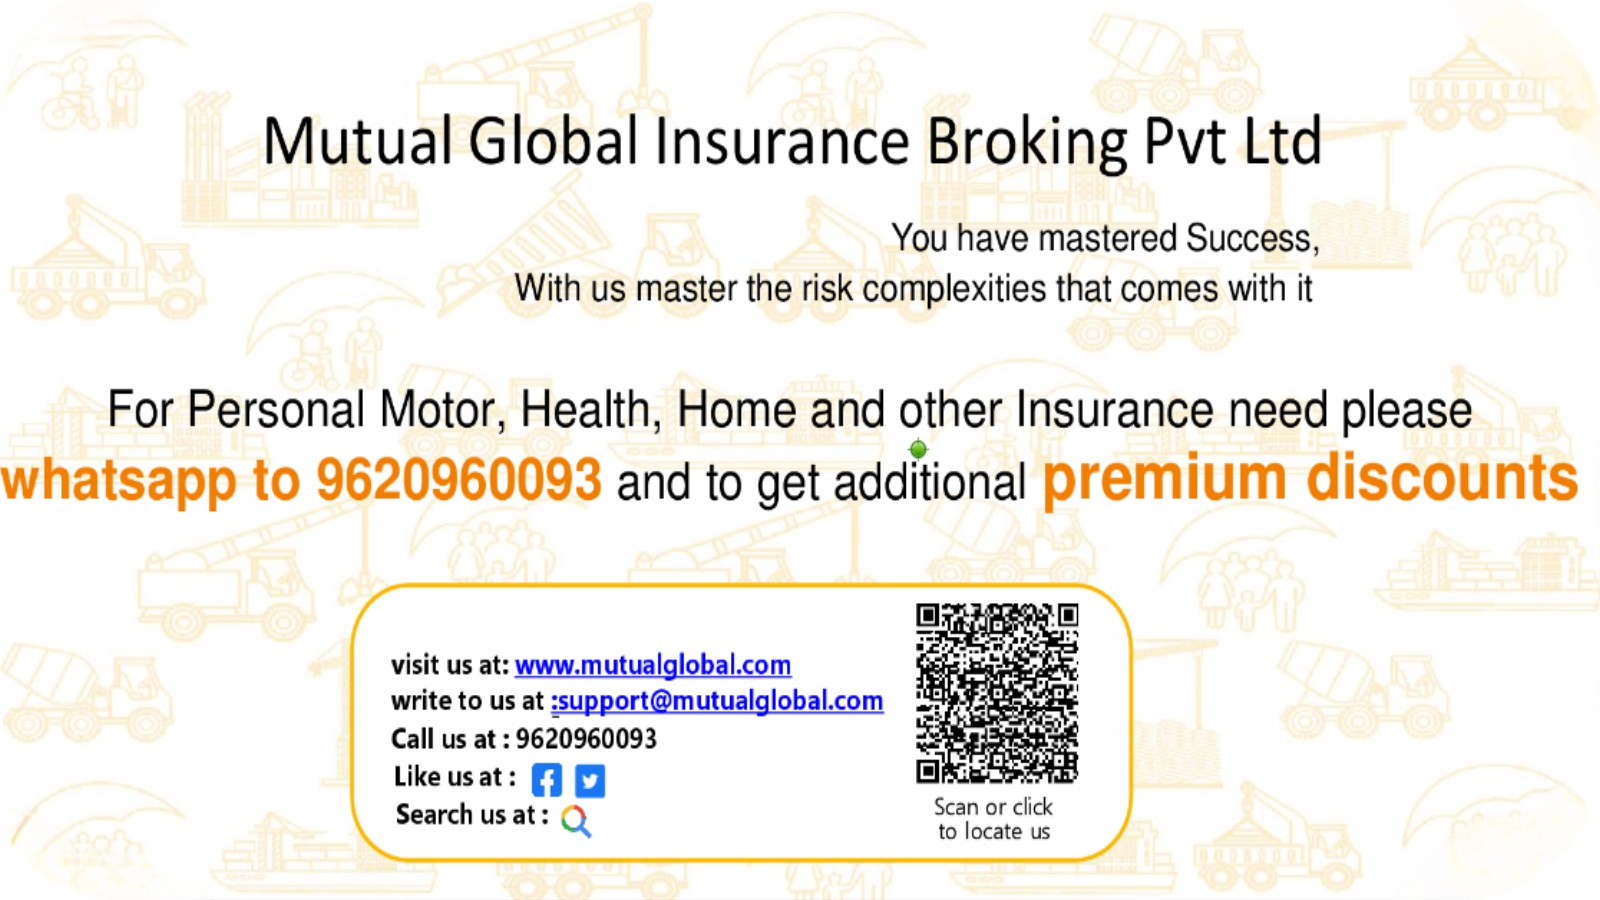 Mutual Global Insurance Broking Pvt Ltd
You have mastered Success,
With us master the risk complexities that comes with it
For Personal Motor, Health, Home and other Insurance need please
whatsapp to 9620960093 and to get additional premium discounts
visit us at: www.mutualglobal.com
write to us at :support@mutualglobal.com
Call us at : 9620960093
Like us at :
Search us at :
Scan or click
to locate us